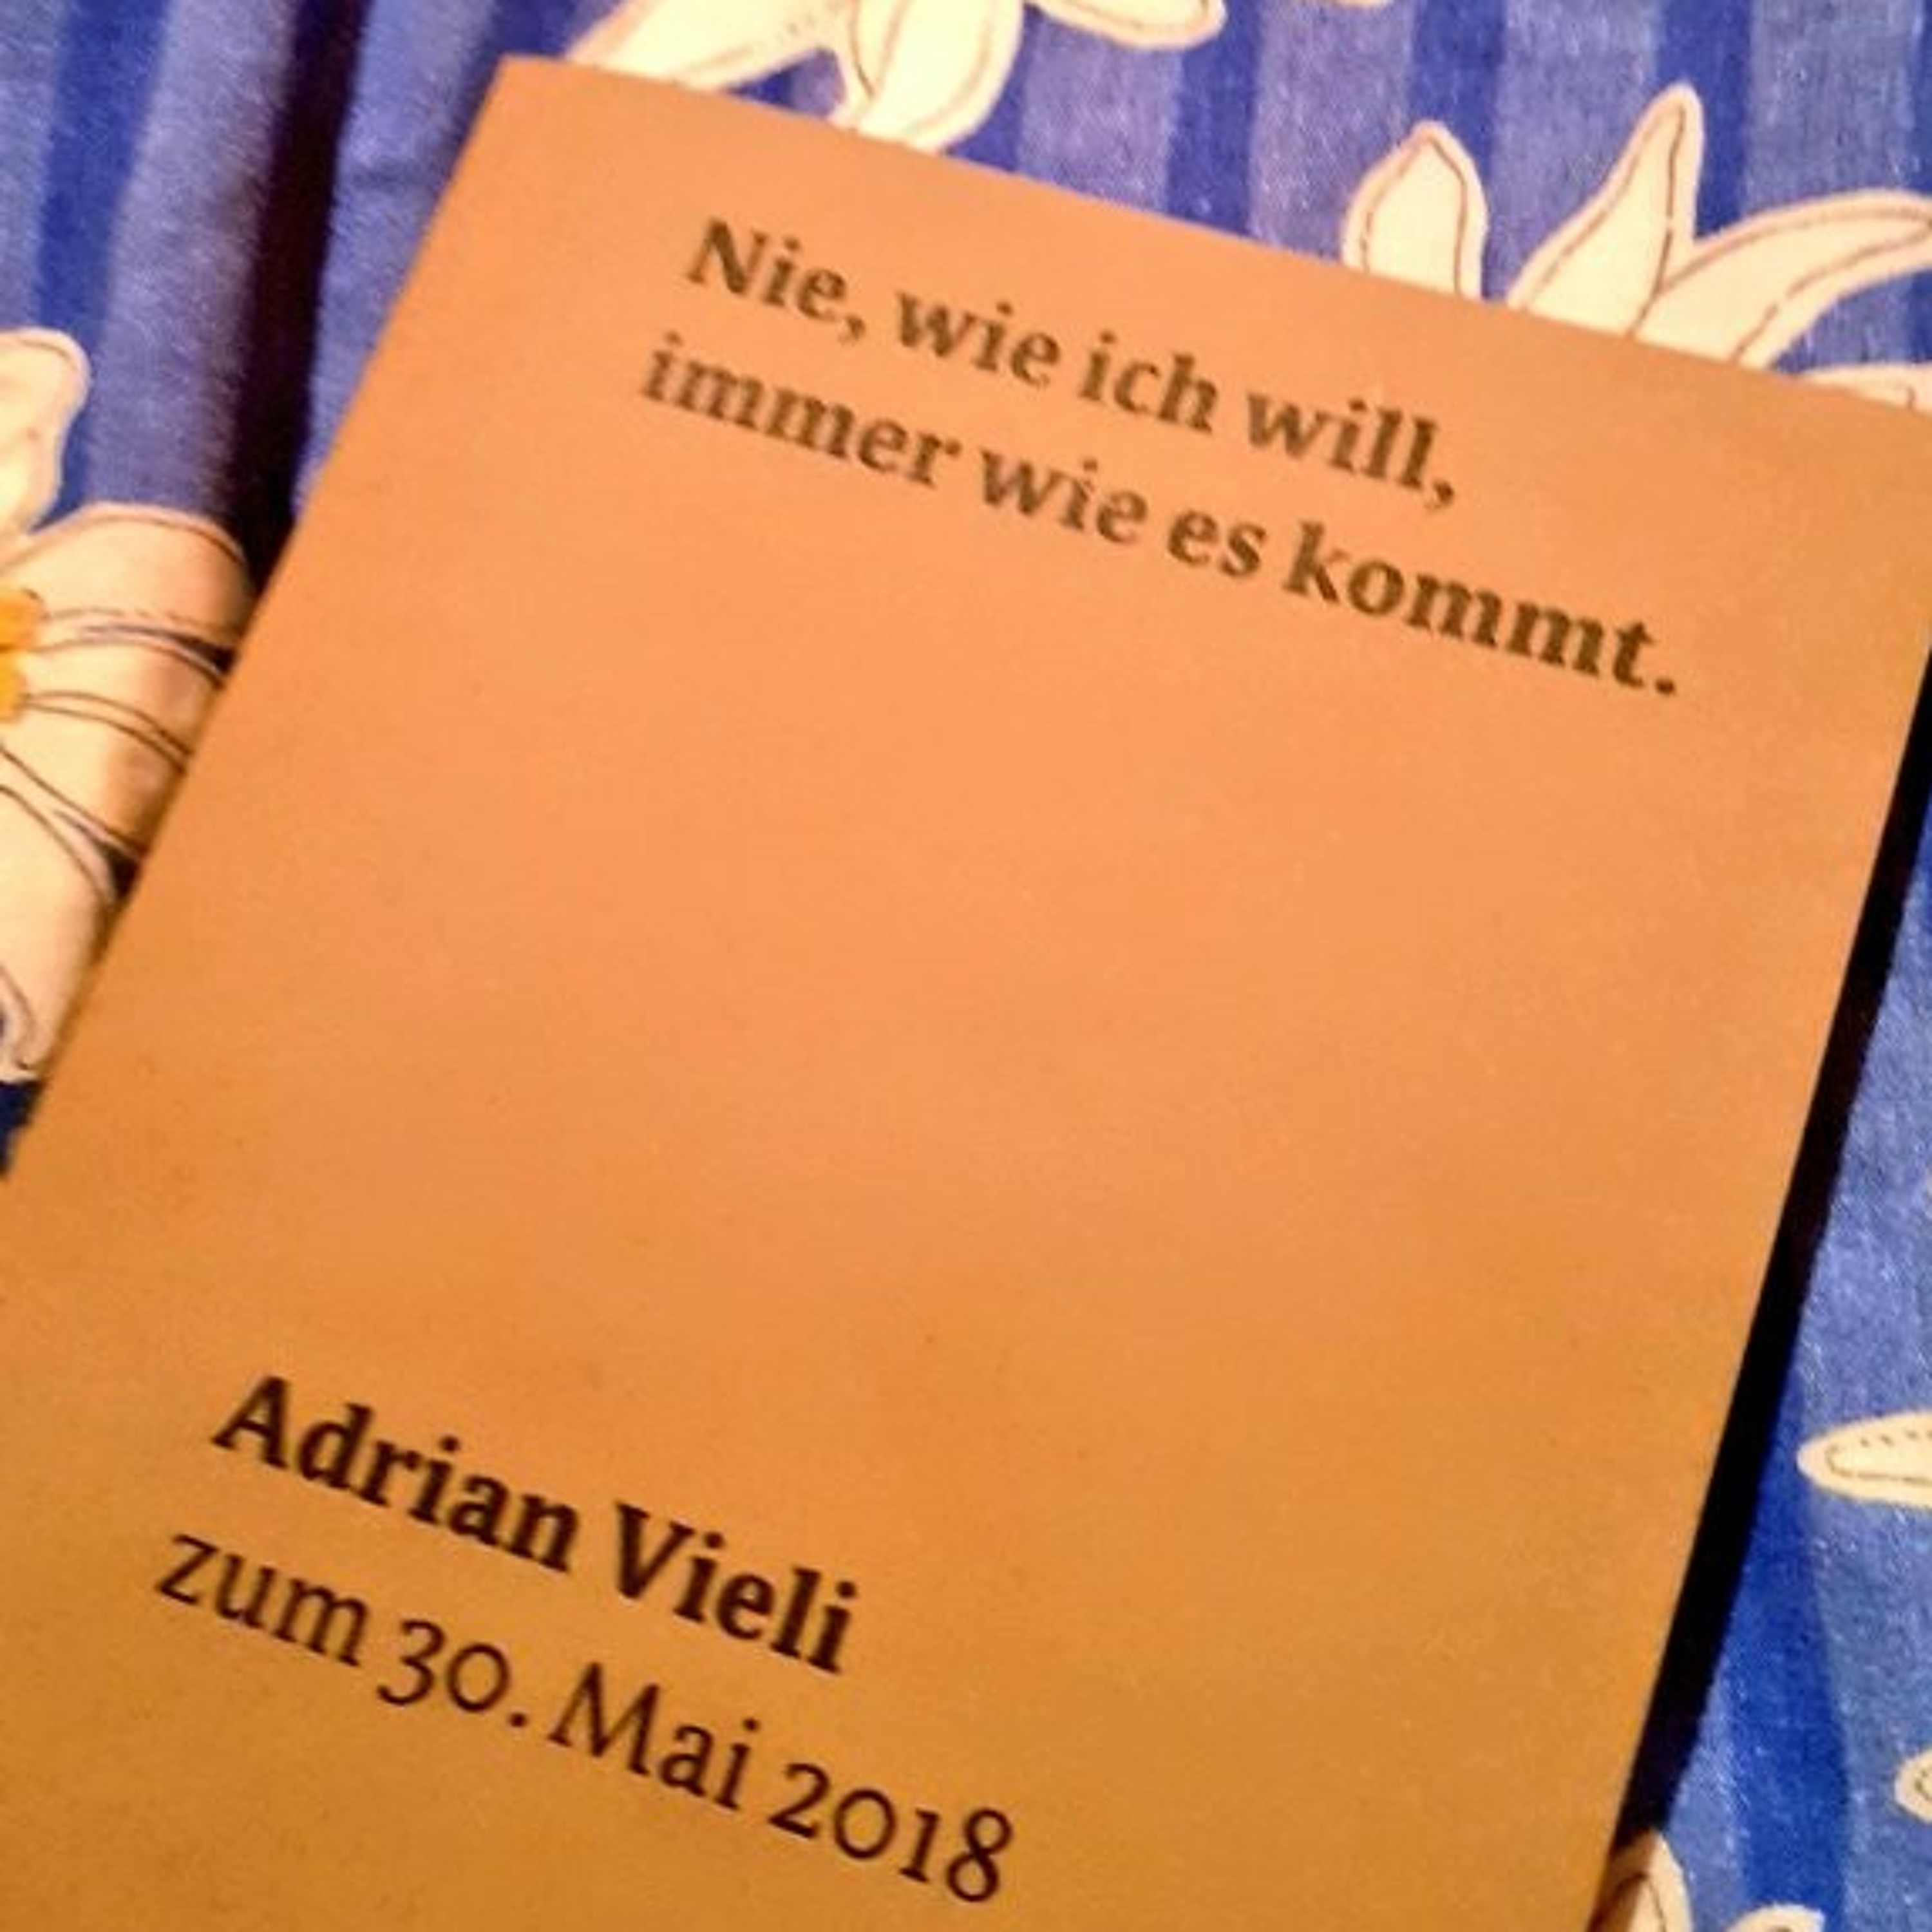 Nie, wie ich will,
immer wie es kommt.
Adrian Vieli
zum 30. Mai 2018